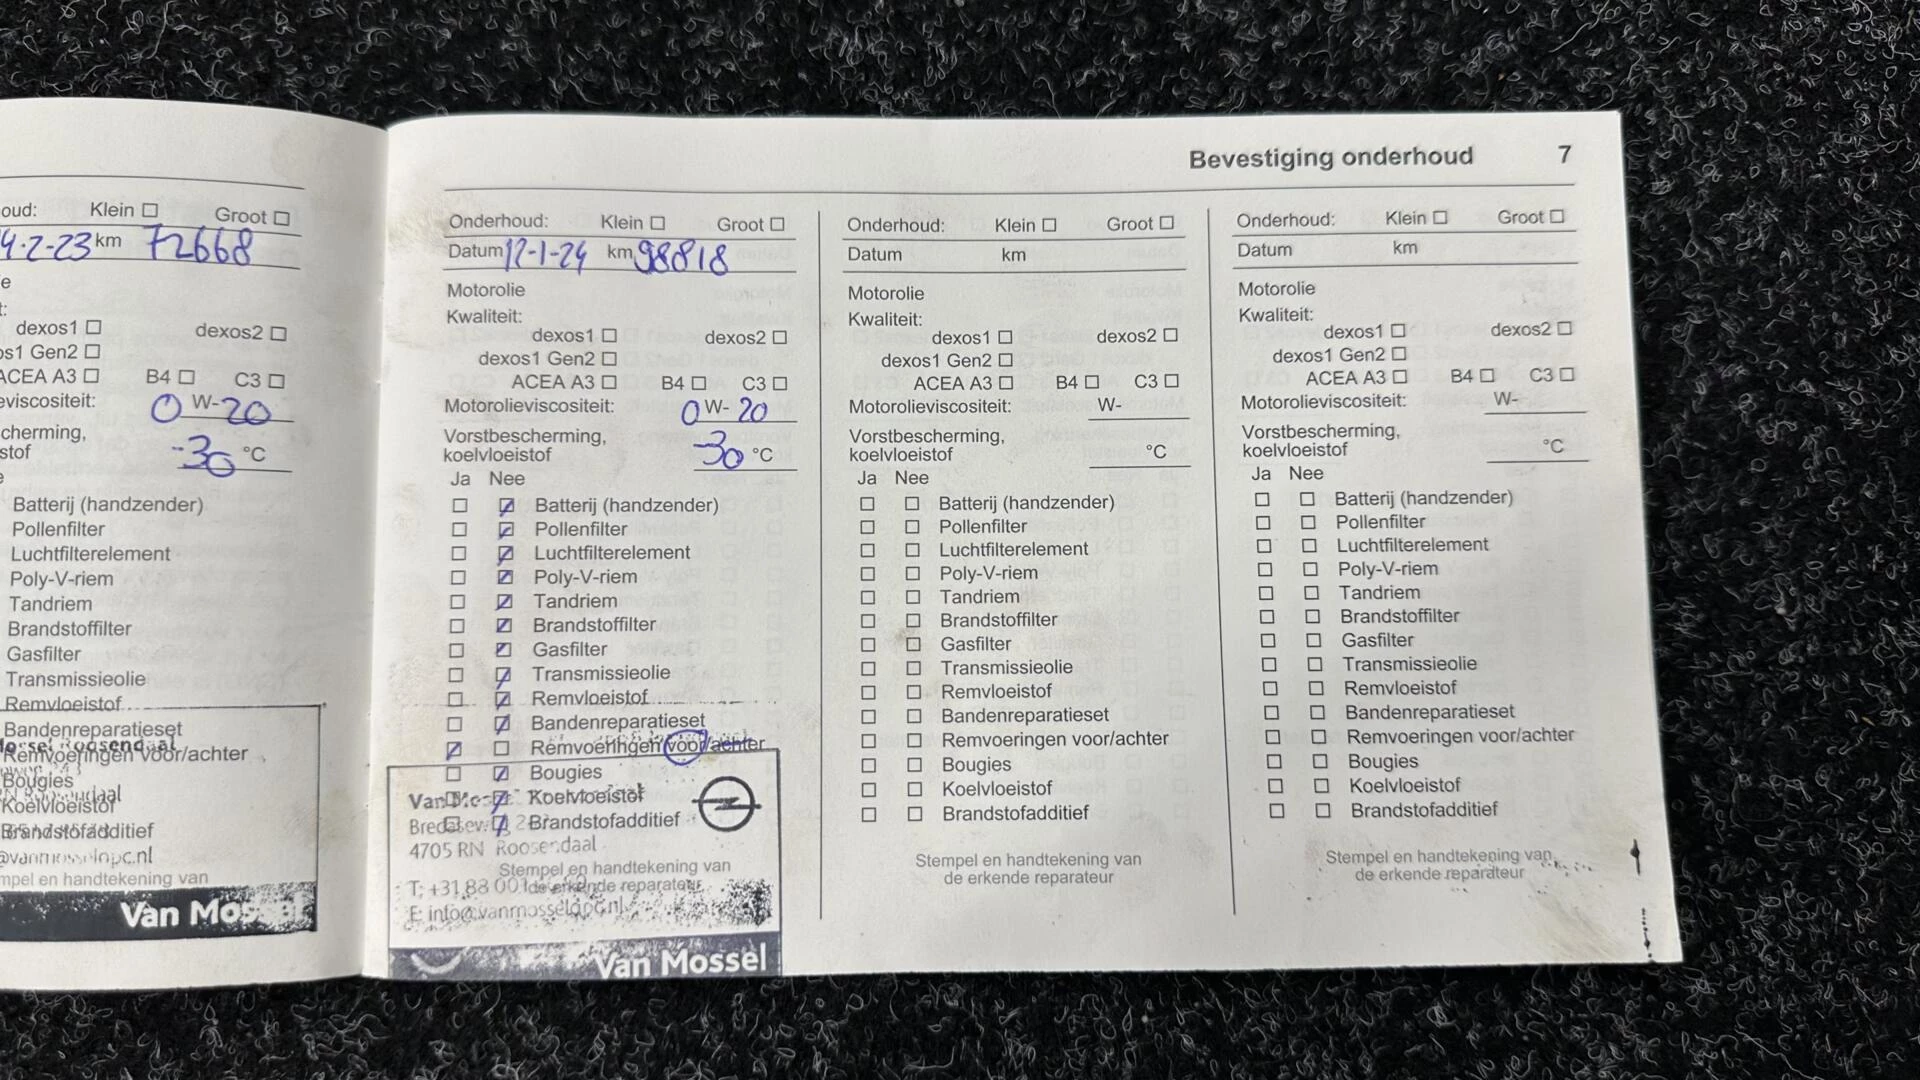 Bevestiging onderhoud 7
oud: Klein Groot
4-2-23 km 72668
e
t:
dexos1 dexos2
os1 Gen2
ACEA A3 B4 C3
eviscositeit: 0 W- 20
cherming,
stof -30 °C
e
Batterij (handzender)
Pollenfilter
Luchtfilterelement
Poly-V-riem
Tandriem
Brandstoffilter
Gasfilter
Transmissieolie
Remvloeistof
Bandenreparatieset
Roosendaal
Remvoeringen voor/achter
Bougies
Koelvloeistof
Brandstofadditief
@vanmosselopc.nl
mpel en handtekening van
Van Mos
Onderhoud: Klein Groot
Datum 12-1-24 km 98818
Motorolie
Kwaliteit:
dexos1 dexos2
dexos1 Gen2
ACEA A3 B4 C3
Motorolieviscositeit: 0 W- 20
Vorstbescherming,
koelvloeistof -30 °C
Ja Nee
Batterij (handzender)
Pollenfilter
Luchtfilterelement
Poly-V-riem
Tandriem
Brandstoffilter
Gasfilter
Transmissieolie
Remvloeistof
Bandenreparatieset
Remvoeringen voor/achter
Bougies
Koelvloeistof
Brandstofadditief
4705 RN Roosendaal
Stempel en handtekening van
de erkende reparateur
T: +31 88 001
E: info@vanmosselopc.nl
Van Mossel
Onderhoud: Klein Groot
Datum km
Motorolie
Kwaliteit:
dexos1 dexos2
dexos1 Gen2
ACEA A3 B4 C3
Motorolieviscositeit: W-
Vorstbescherming,
koelvloeistof °C
Ja Nee
Batterij (handzender)
Pollenfilter
Luchtfilterelement
Poly-V-riem
Tandriem
Brandstoffilter
Gasfilter
Transmissieolie
Remvloeistof
Bandenreparatieset
Remvoeringen voor/achter
Bougies
Koelvloeistof
Brandstofadditief
Stempel en handtekening van
de erkende reparateur
Onderhoud: Klein Groot
Datum km
Motorolie
Kwaliteit:
dexos1 dexos2
dexos1 Gen2
ACEA A3 B4 C3
Motorolieviscositeit: W-
Vorstbescherming,
koelvloeistof °C
Ja Nee
Batterij (handzender)
Pollenfilter
Luchtfilterelement
Poly-V-riem
Tandriem
Brandstoffilter
Gasfilter
Transmissieolie
Remvloeistof
Bandenreparatieset
Remvoeringen voor/achter
Bougies
Koelvloeistof
Brandstofadditief
Stempel en handtekening van
de erkende reparateur